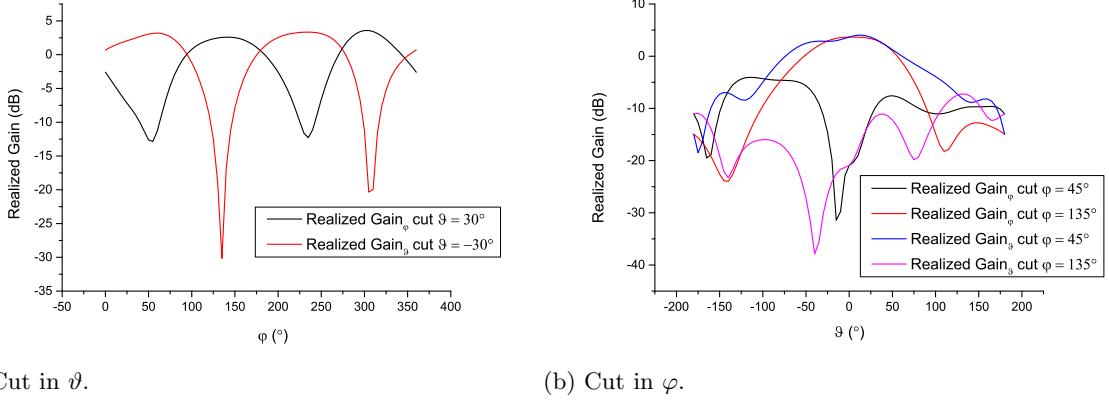 5
0
-5
-10
-15
-20
-25
-30
-35
-50
0
50
100
150
200
250
300
350
400
Realized Gain (dB)
φ (°)
Realized Gainφ cut ϑ = 30°
Realized Gainϑ cut ϑ = −30°
10
0
-10
-20
-30
-40
-200
-150
-100
-50
0
50
100
150
200
Realized Gain (dB)
ϑ (°)
Realized Gainφ cut φ = 45°
Realized Gainφ cut φ = 135°
Realized Gainϑ cut φ = 45°
Realized Gainϑ cut φ = 135°
Cut in ϑ.
(b) Cut in φ.